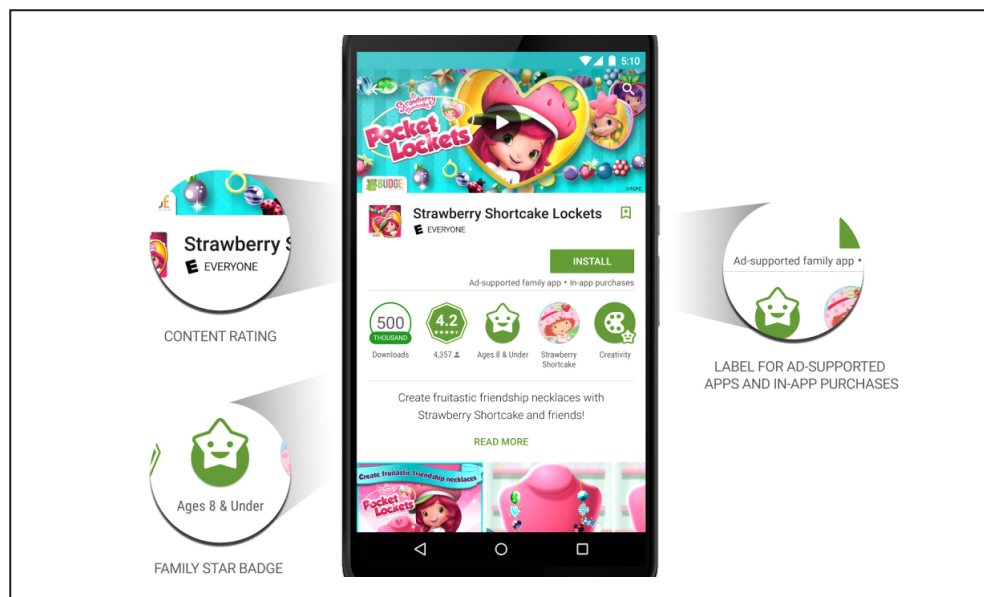 5:10
Strawberry
Shortcake
Pocket
Lockets
BUDGE
©TCFC
Strawberry Shortcake Lockets
E EVERYONE
INSTALL
Ad-supported family app • In-app purchases
500
THOUSAND
Downloads
4.2
4,357
Ages 8 & Under
Strawberry
Shortcake
Creativity
Create fruitastic friendship necklaces with
Strawberry Shortcake and friends!
READ MORE
Create fruitastic friendship necklaces
Pocket
Lockets
Strawberry S
E EVERYONE
CONTENT RATING
Ages 8 & Under
FAMILY STAR BADGE
Ad-supported family app •
LABEL FOR AD-SUPPORTED
APPS AND IN-APP PURCHASES